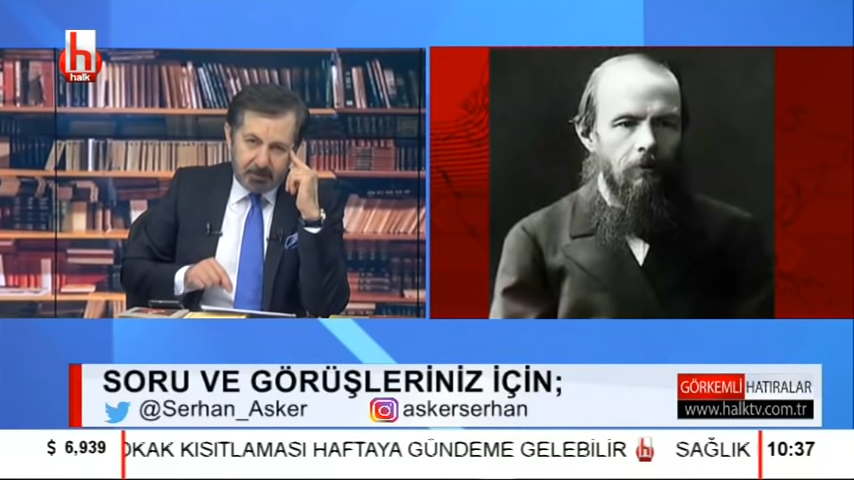 halk
SORU VE GÖRÜŞLERİNİZ İÇİN;
@Serhan_Asker
askerserhan
GÖRKEMLİ HATIRALAR
www.halktv.com.tr
$ 6,939
OKAK KISITLAMASI HAFTAYA GÜNDEME GELEBİLİR
SAĞLIK
10:37